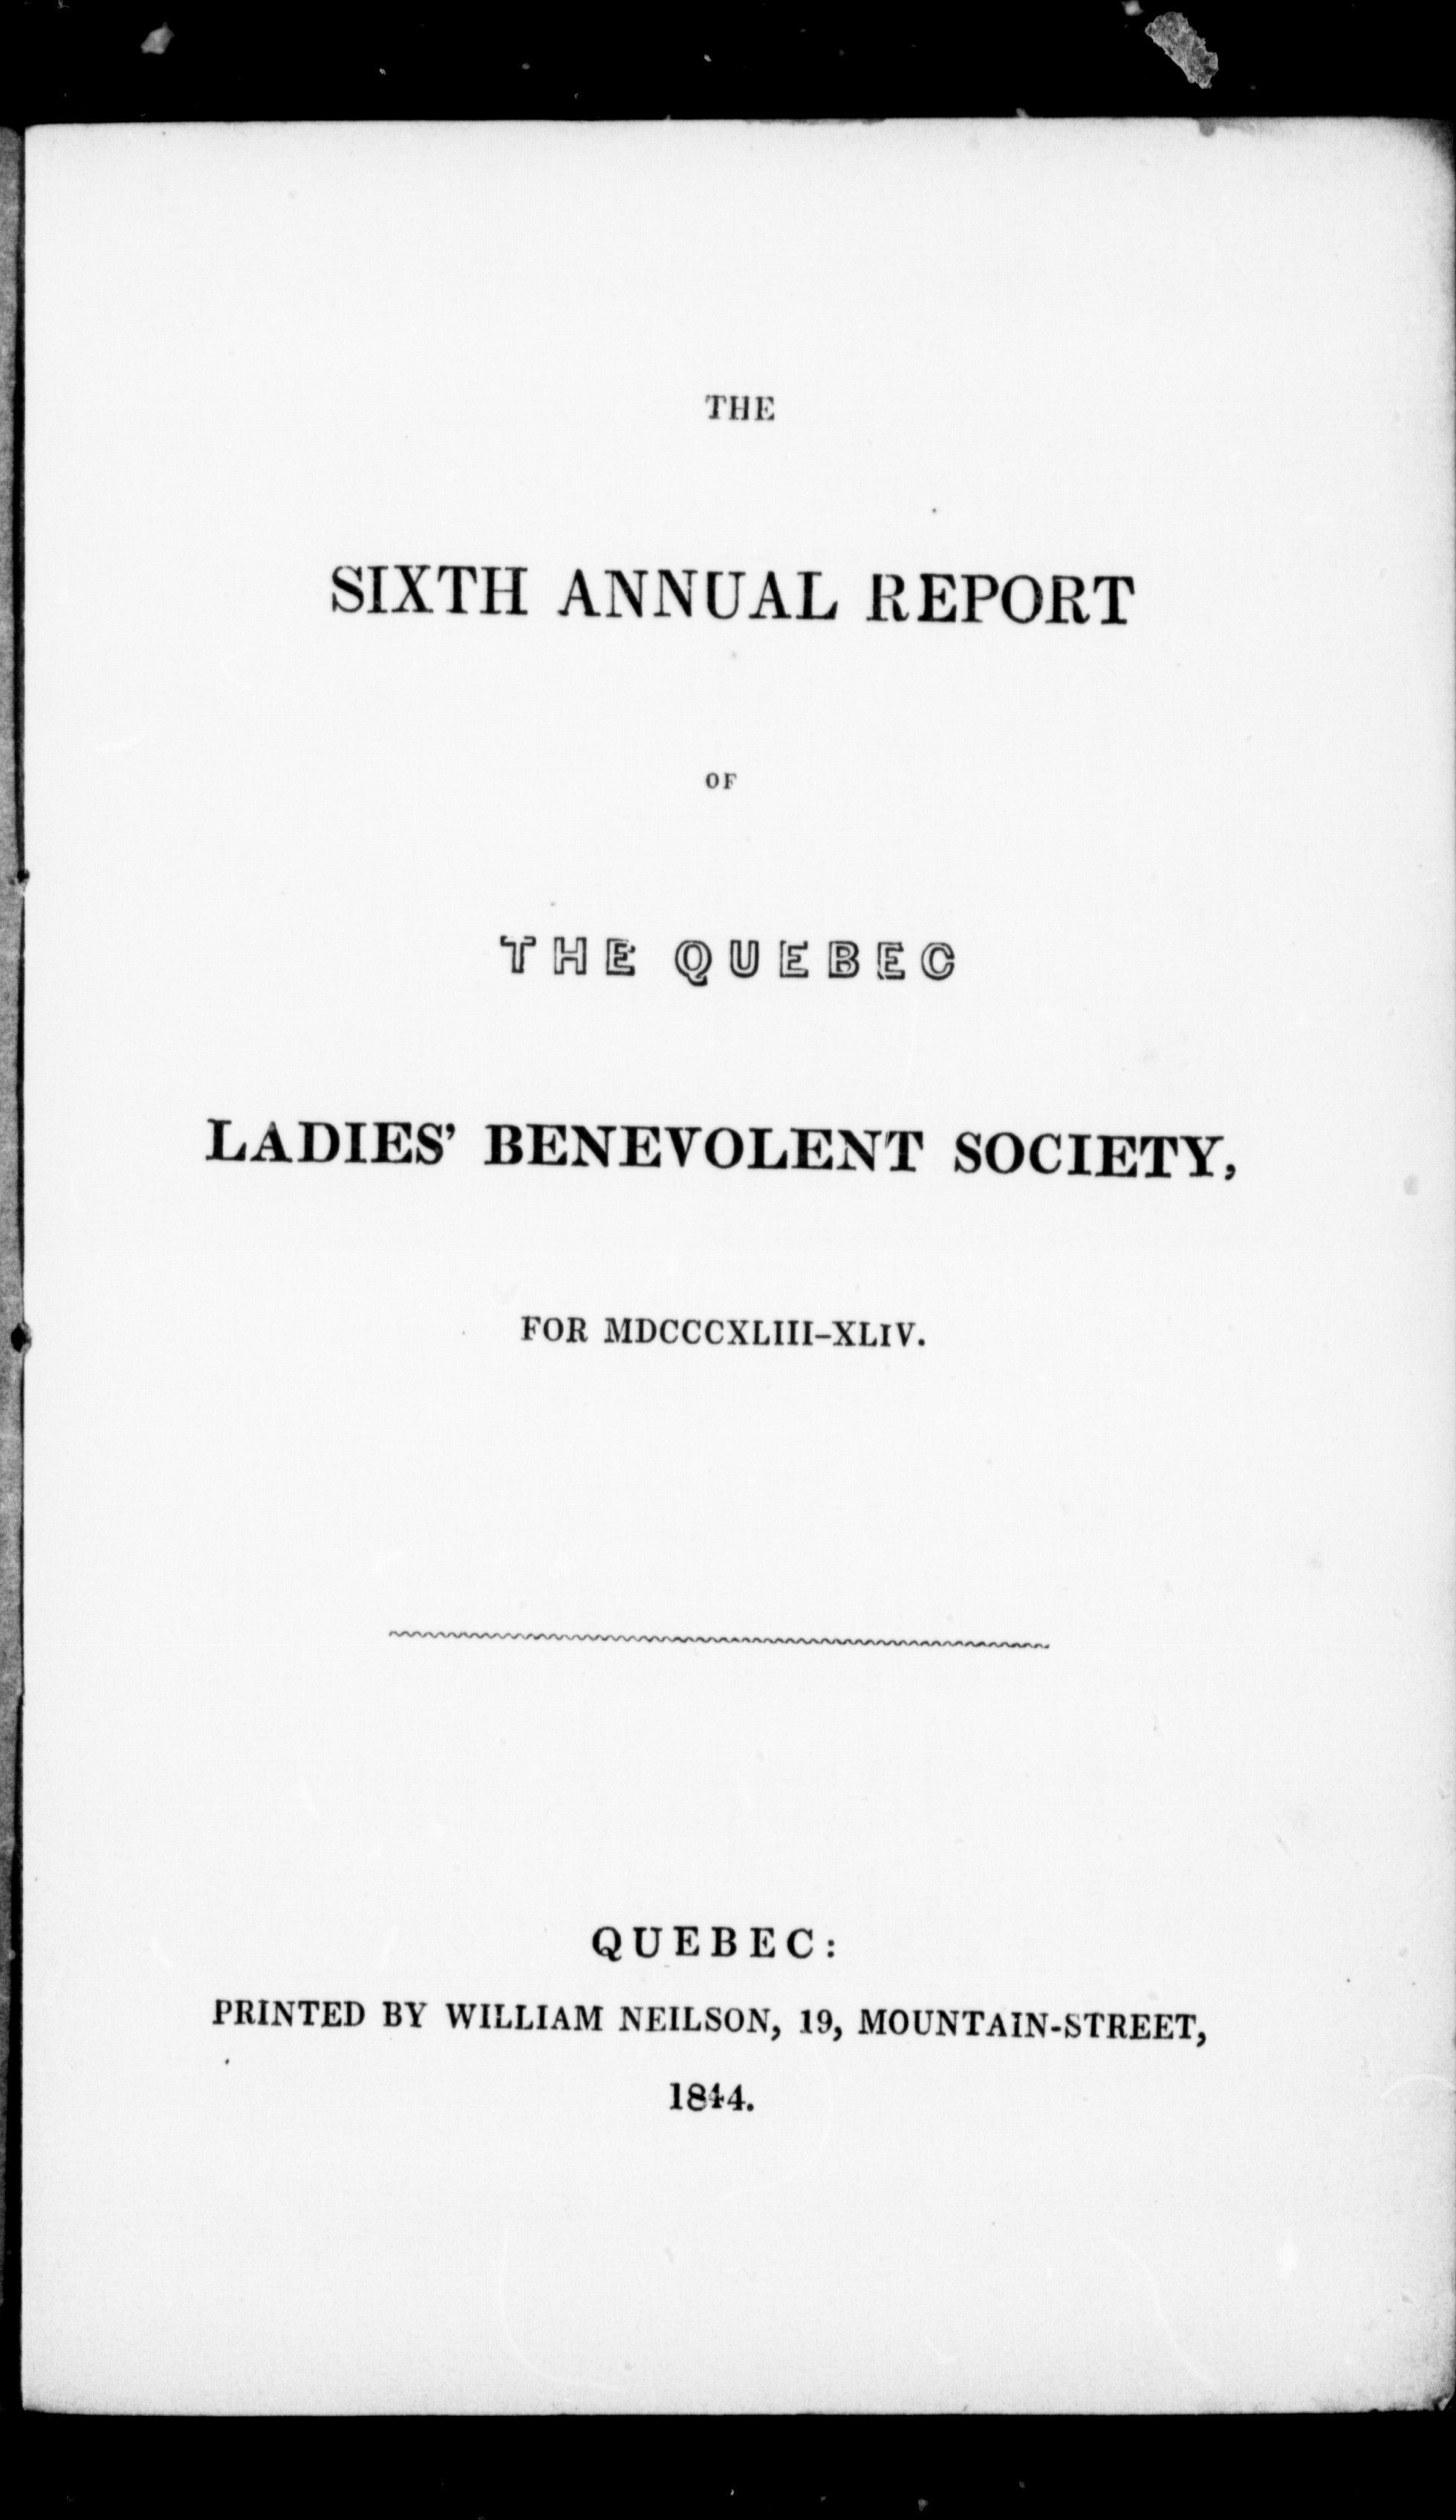 THE
SIXTH ANNUAL REPORT
OF
THE QUEBEC
LADIES' BENEVOLENT SOCIETY,
FOR MDCCCXLIII–XLIV.
QUEBEC:
PRINTED BY WILLIAM NEILSON, 19, MOUNTAIN-STREET,
1844.